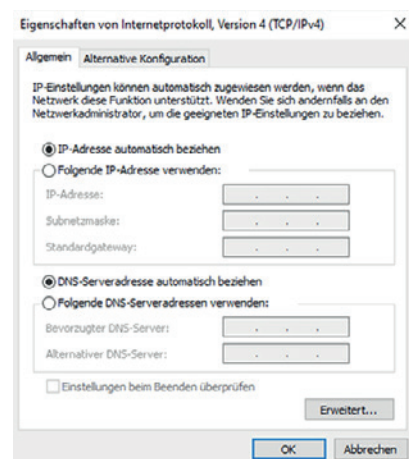 Eigenschaften von Internetprotokoll, Version 4 (TCP/IPv4)
Allgemein Alternative Konfiguration
IP-Einstellungen können automatisch zugewiesen werden, wenn das
Netzwerk diese Funktion unterstützt. Wenden Sie sich andernfalls an den
Netzwerkadministrator, um die geeigneten IP-Einstellungen zu beziehen.
IP-Adresse automatisch beziehen
Folgende IP-Adresse verwenden:
IP-Adresse:
Subnetzmaske:
Standardgateway:
DNS-Serveradresse automatisch beziehen
Folgende DNS-Serveradressen verwenden:
Bevorzugter DNS-Server:
Alternativer DNS-Server:
Einstellungen beim Beenden überprüfen
Erweitert...
OK Abbrechen